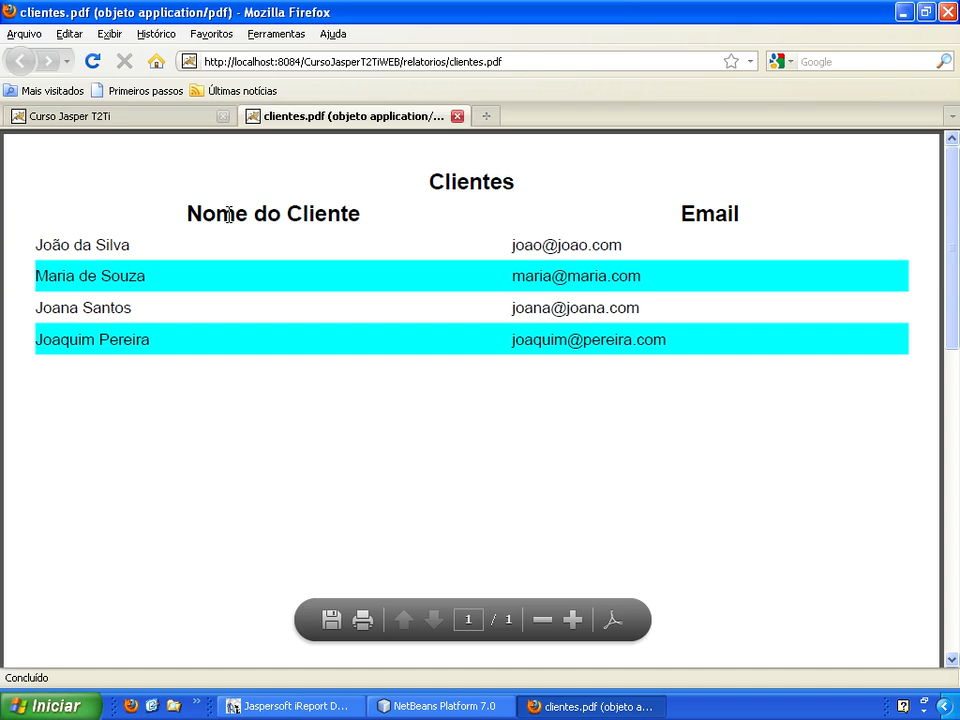 clientes.pdf (objeto application/pdf) - Mozilla Firefox
Arquivo Editar Exibir Histórico Favoritos Ferramentas Ajuda
http://localhost:8084/CursoJasperT2TiWEB/relatorios/clientes.pdf Google
Mais visitados Primeiros passos Últimas notícias
Curso Jasper T2Ti clientes.pdf (objeto application/...
Clientes
Nome do Cliente Email
João da Silva joao@joao.com
Maria de Souza maria@maria.com
Joana Santos joana@joana.com
Joaquim Pereira joaquim@pereira.com
1 / 1
Concluído
Iniciar » Jaspersoft iReport D... NetBeans Platform 7.0 clientes.pdf (objeto a...